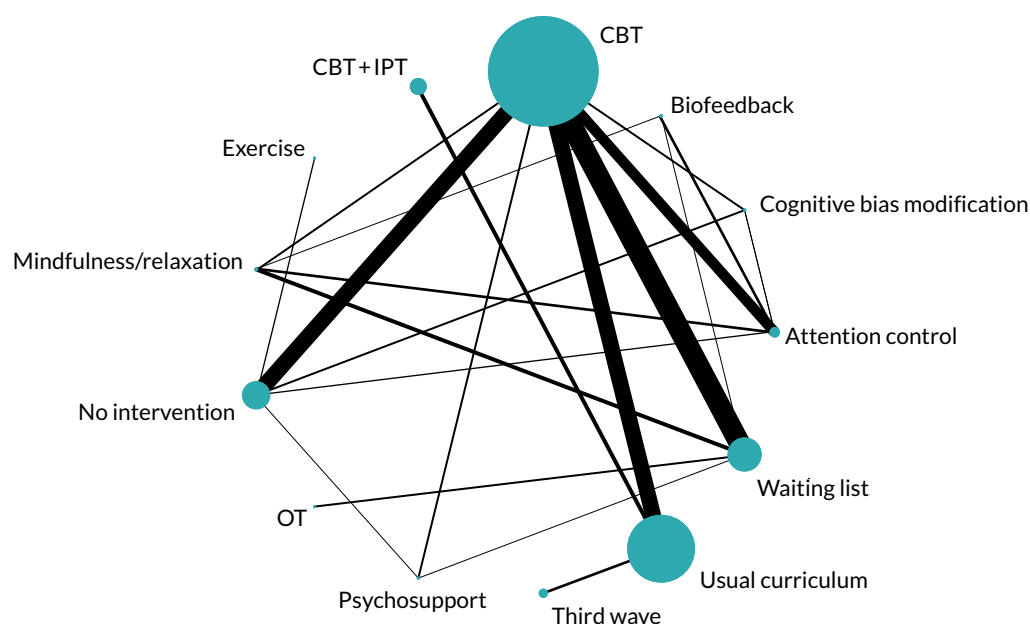 CBT
CBT + IPT
Biofeedback
Exercise
Cognitive bias modification
Mindfulness/relaxation
Attention control
No intervention
Waiting list
OT
Usual curriculum
Psychosupport
Third wave